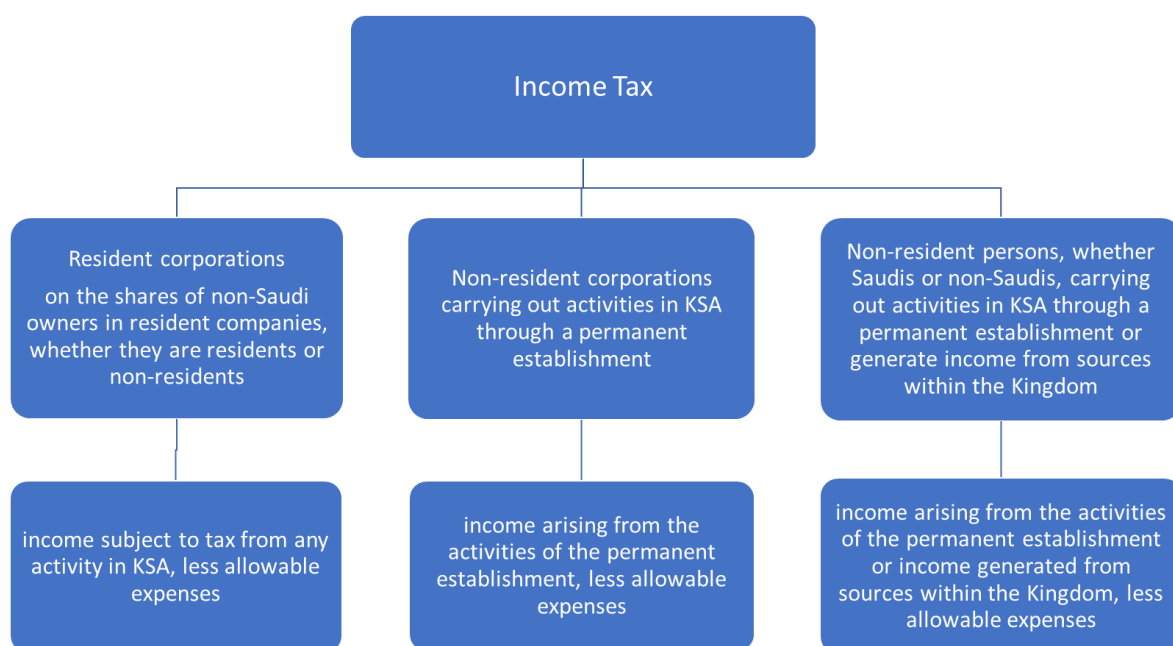 Income Tax
Resident corporations
on the shares of non-Saudi
owners in resident companies,
whether they are residents or
non-residents
Non-resident corporations
carrying out activities in KSA
through a permanent
establishment
Non-resident persons, whether
Saudis or non-Saudis, carrying
out activities in KSA through a
permanent establishment or
generate income from sources
within the Kingdom
income subject to tax from any
activity in KSA, less allowable
expenses
income arising from the
activities of the permanent
establishment, less allowable
expenses
income arising from the activities
of the permanent establishment
or income generated from
sources within the Kingdom, less
allowable expenses